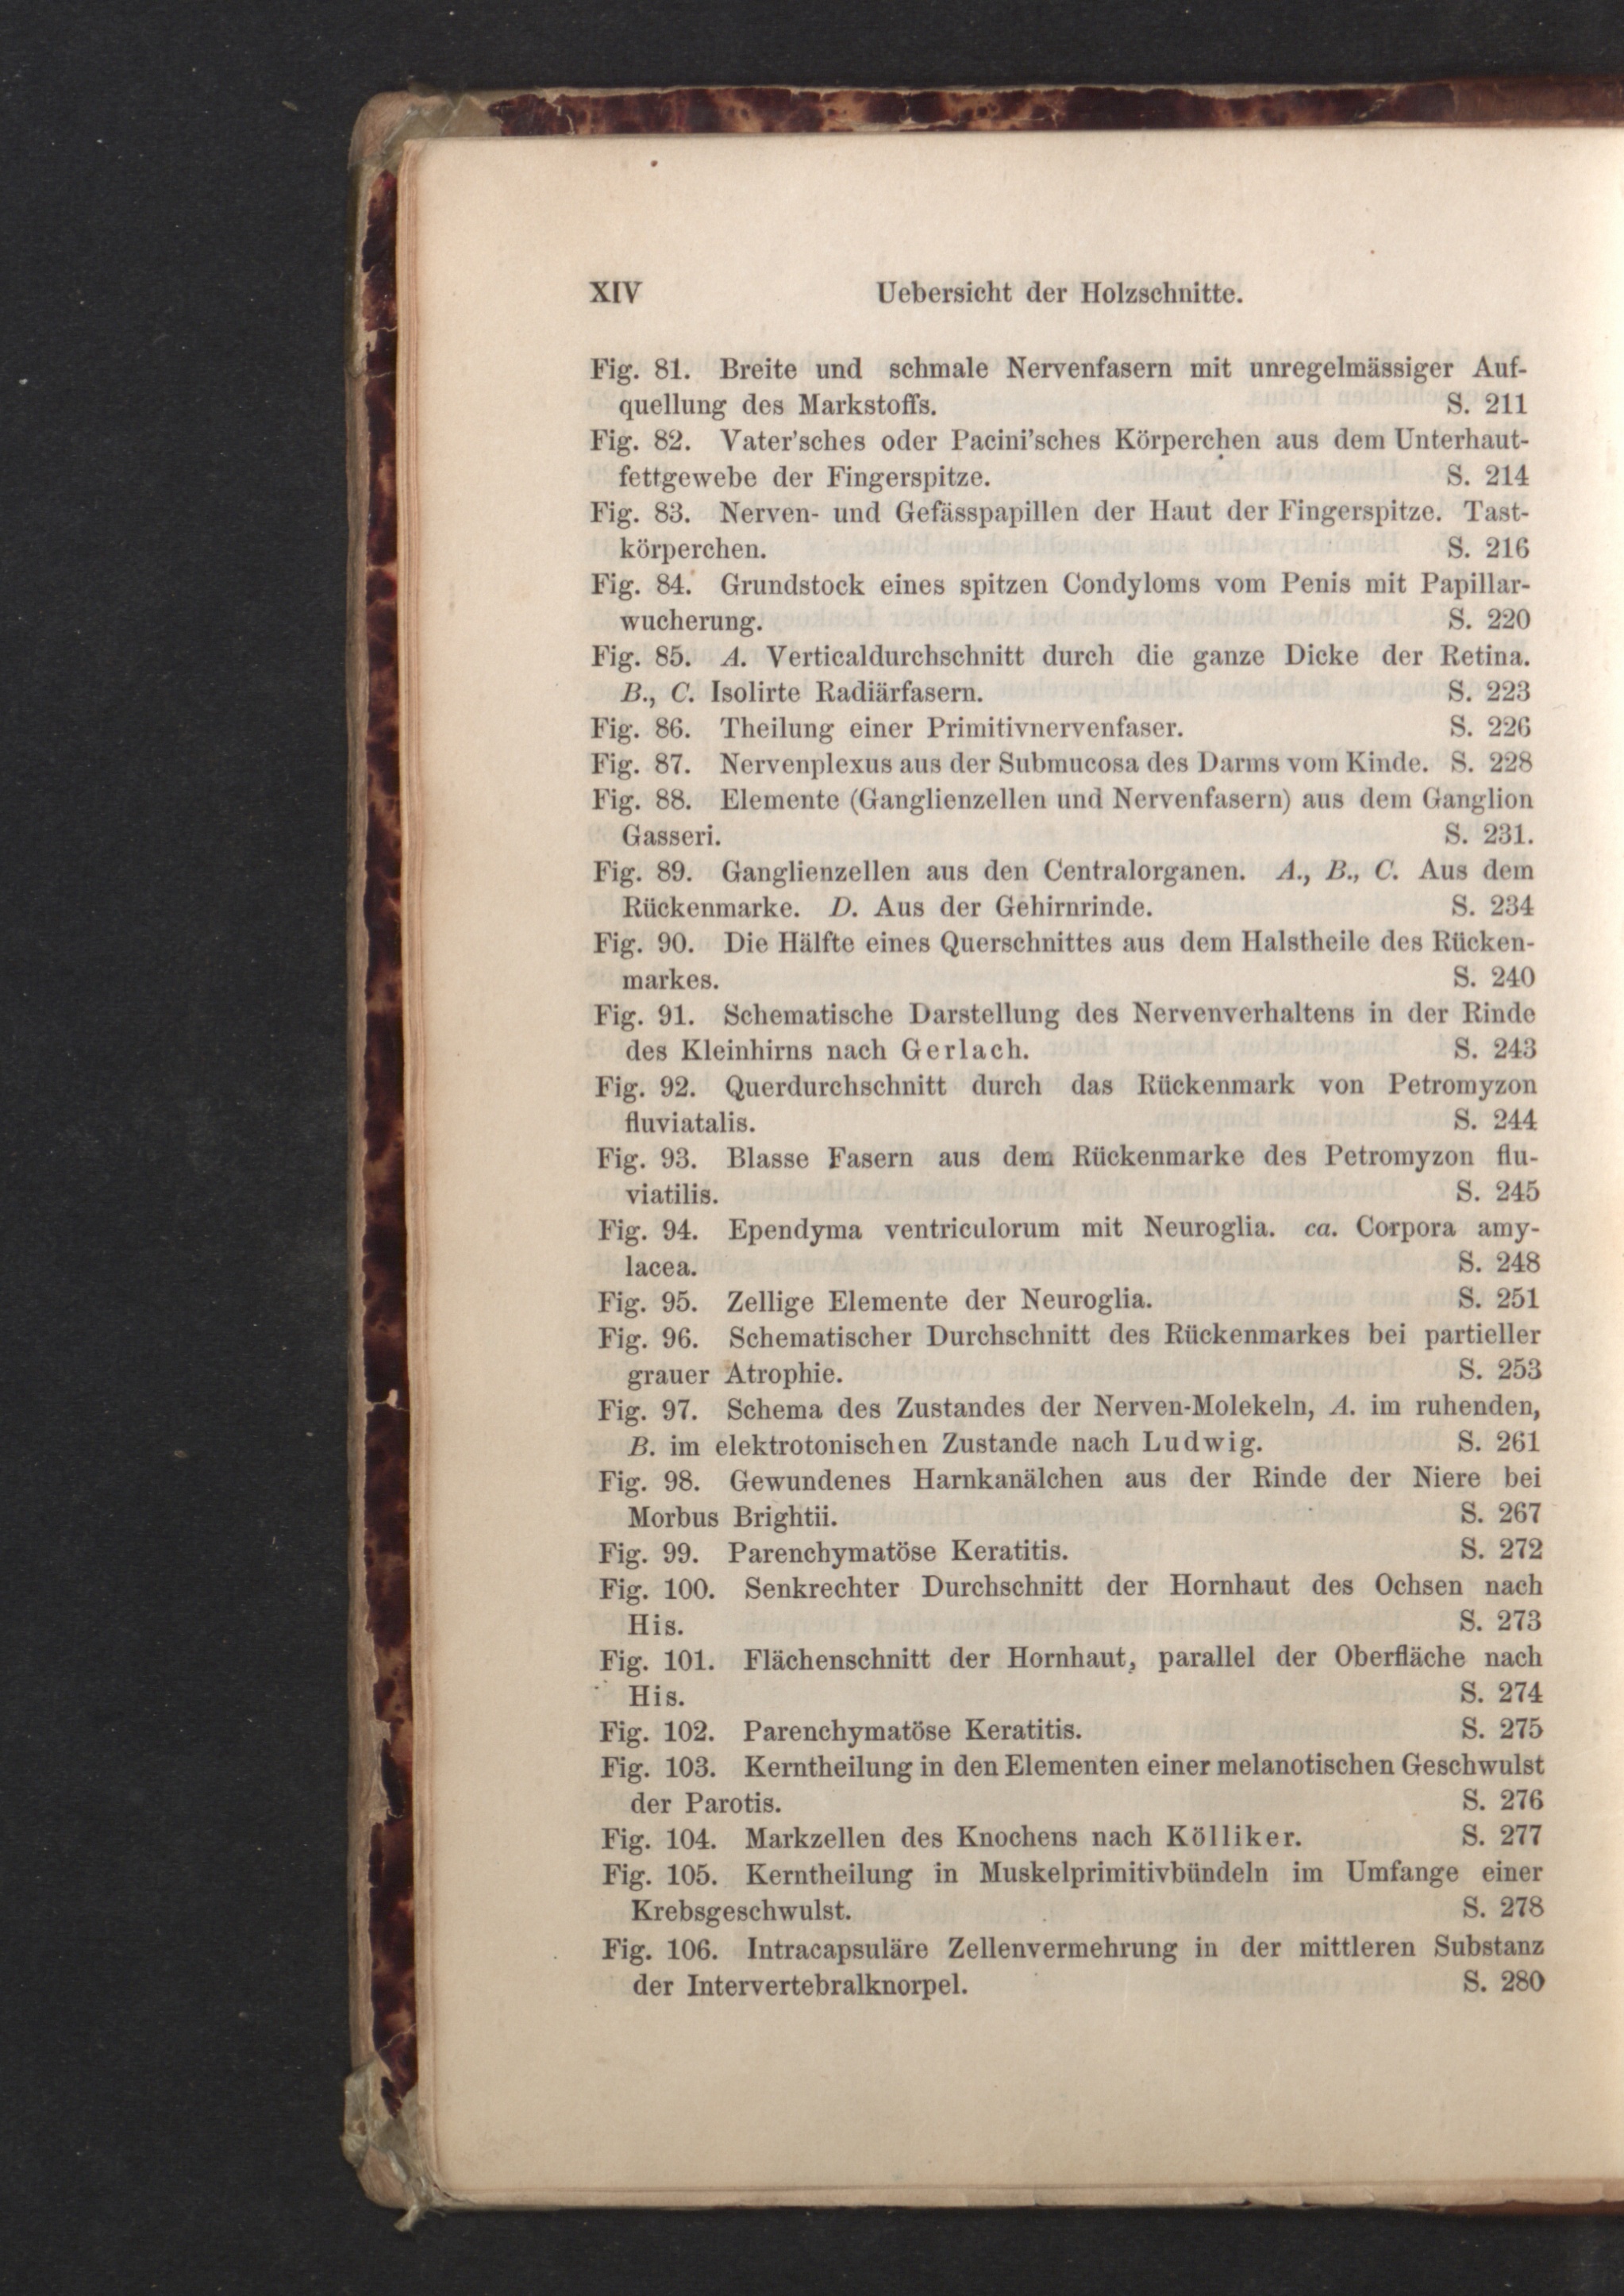 XIV Uebersicht der Holzschnitte.
Fig. 81. Breite und schmale Nervenfasern mit unregelmässiger Auf-
quellung des Markstoffs. S. 211
Fig. 82. Vater'sches oder Pacini'sches Körperchen aus dem Unterhaut-
fettgewebe der Fingerspitze. S. 214
Fig. 83. Nerven- und Gefässpapillen der Haut der Fingerspitze. Tast-
körperchen. S. 216
Fig. 84. Grundstock eines spitzen Condyloms vom Penis mit Papillar-
wucherung. S. 220
Fig. 85. A. Verticaldurchschnitt durch die ganze Dicke der Retina.
B., C. Isolirte Radiärfasern. S. 223
Fig. 86. Theilung einer Primitivnervenfaser. S. 226
Fig. 87. Nervenplexus aus der Submucosa des Darms vom Kinde. S. 228
Fig. 88. Elemente (Ganglienzellen und Nervenfasern) aus dem Ganglion
Gasseri. S. 231.
Fig. 89. Ganglienzellen aus den Centralorganen. A., B., C. Aus dem
Rückenmarke. D. Aus der Gehirnrinde. S. 234
Fig. 90. Die Hälfte eines Querschnittes aus dem Halstheile des Rücken-
markes. S. 240
Fig. 91. Schematische Darstellung des Nervenverhaltens in der Rinde
des Kleinhirns nach Gerlach. S. 243
Fig. 92. Querdurchschnitt durch das Rückenmark von Petromyzon
fluviatalis. S. 244
Fig. 93. Blasse Fasern aus dem Rückenmarke des Petromyzon flu-
viatilis. S. 245
Fig. 94. Ependyma ventriculorum mit Neuroglia. ca. Corpora amy-
lacea. S. 248
Fig. 95. Zellige Elemente der Neuroglia. S. 251
Fig. 96. Schematischer Durchschnitt des Rückenmarkes bei partieller
grauer Atrophie. S. 253
Fig. 97. Schema des Zustandes der Nerven-Molekeln, A. im ruhenden,
B. im elektrotonischen Zustande nach Ludwig. S. 261
Fig. 98. Gewundenes Harnkanälchen aus der Rinde der Niere bei
Morbus Brightii. S. 267
Fig. 99. Parenchymatöse Keratitis. S. 272
Fig. 100. Senkrechter Durchschnitt der Hornhaut des Ochsen nach
His. S. 273
Fig. 101. Flächenschnitt der Hornhaut, parallel der Oberfläche nach
His. S. 274
Fig. 102. Parenchymatöse Keratitis. S. 275
Fig. 103. Kerntheilung in den Elementen einer melanotischen Geschwulst
der Parotis. S. 276
Fig. 104. Markzellen des Knochens nach Kölliker. S. 277
Fig. 105. Kerntheilung in Muskelprimitivbündeln im Umfange einer
Krebsgeschwulst. S. 278
Fig. 106. Intracapsuläre Zellenvermehrung in der mittleren Substanz
der Intervertebralknorpel. S. 280